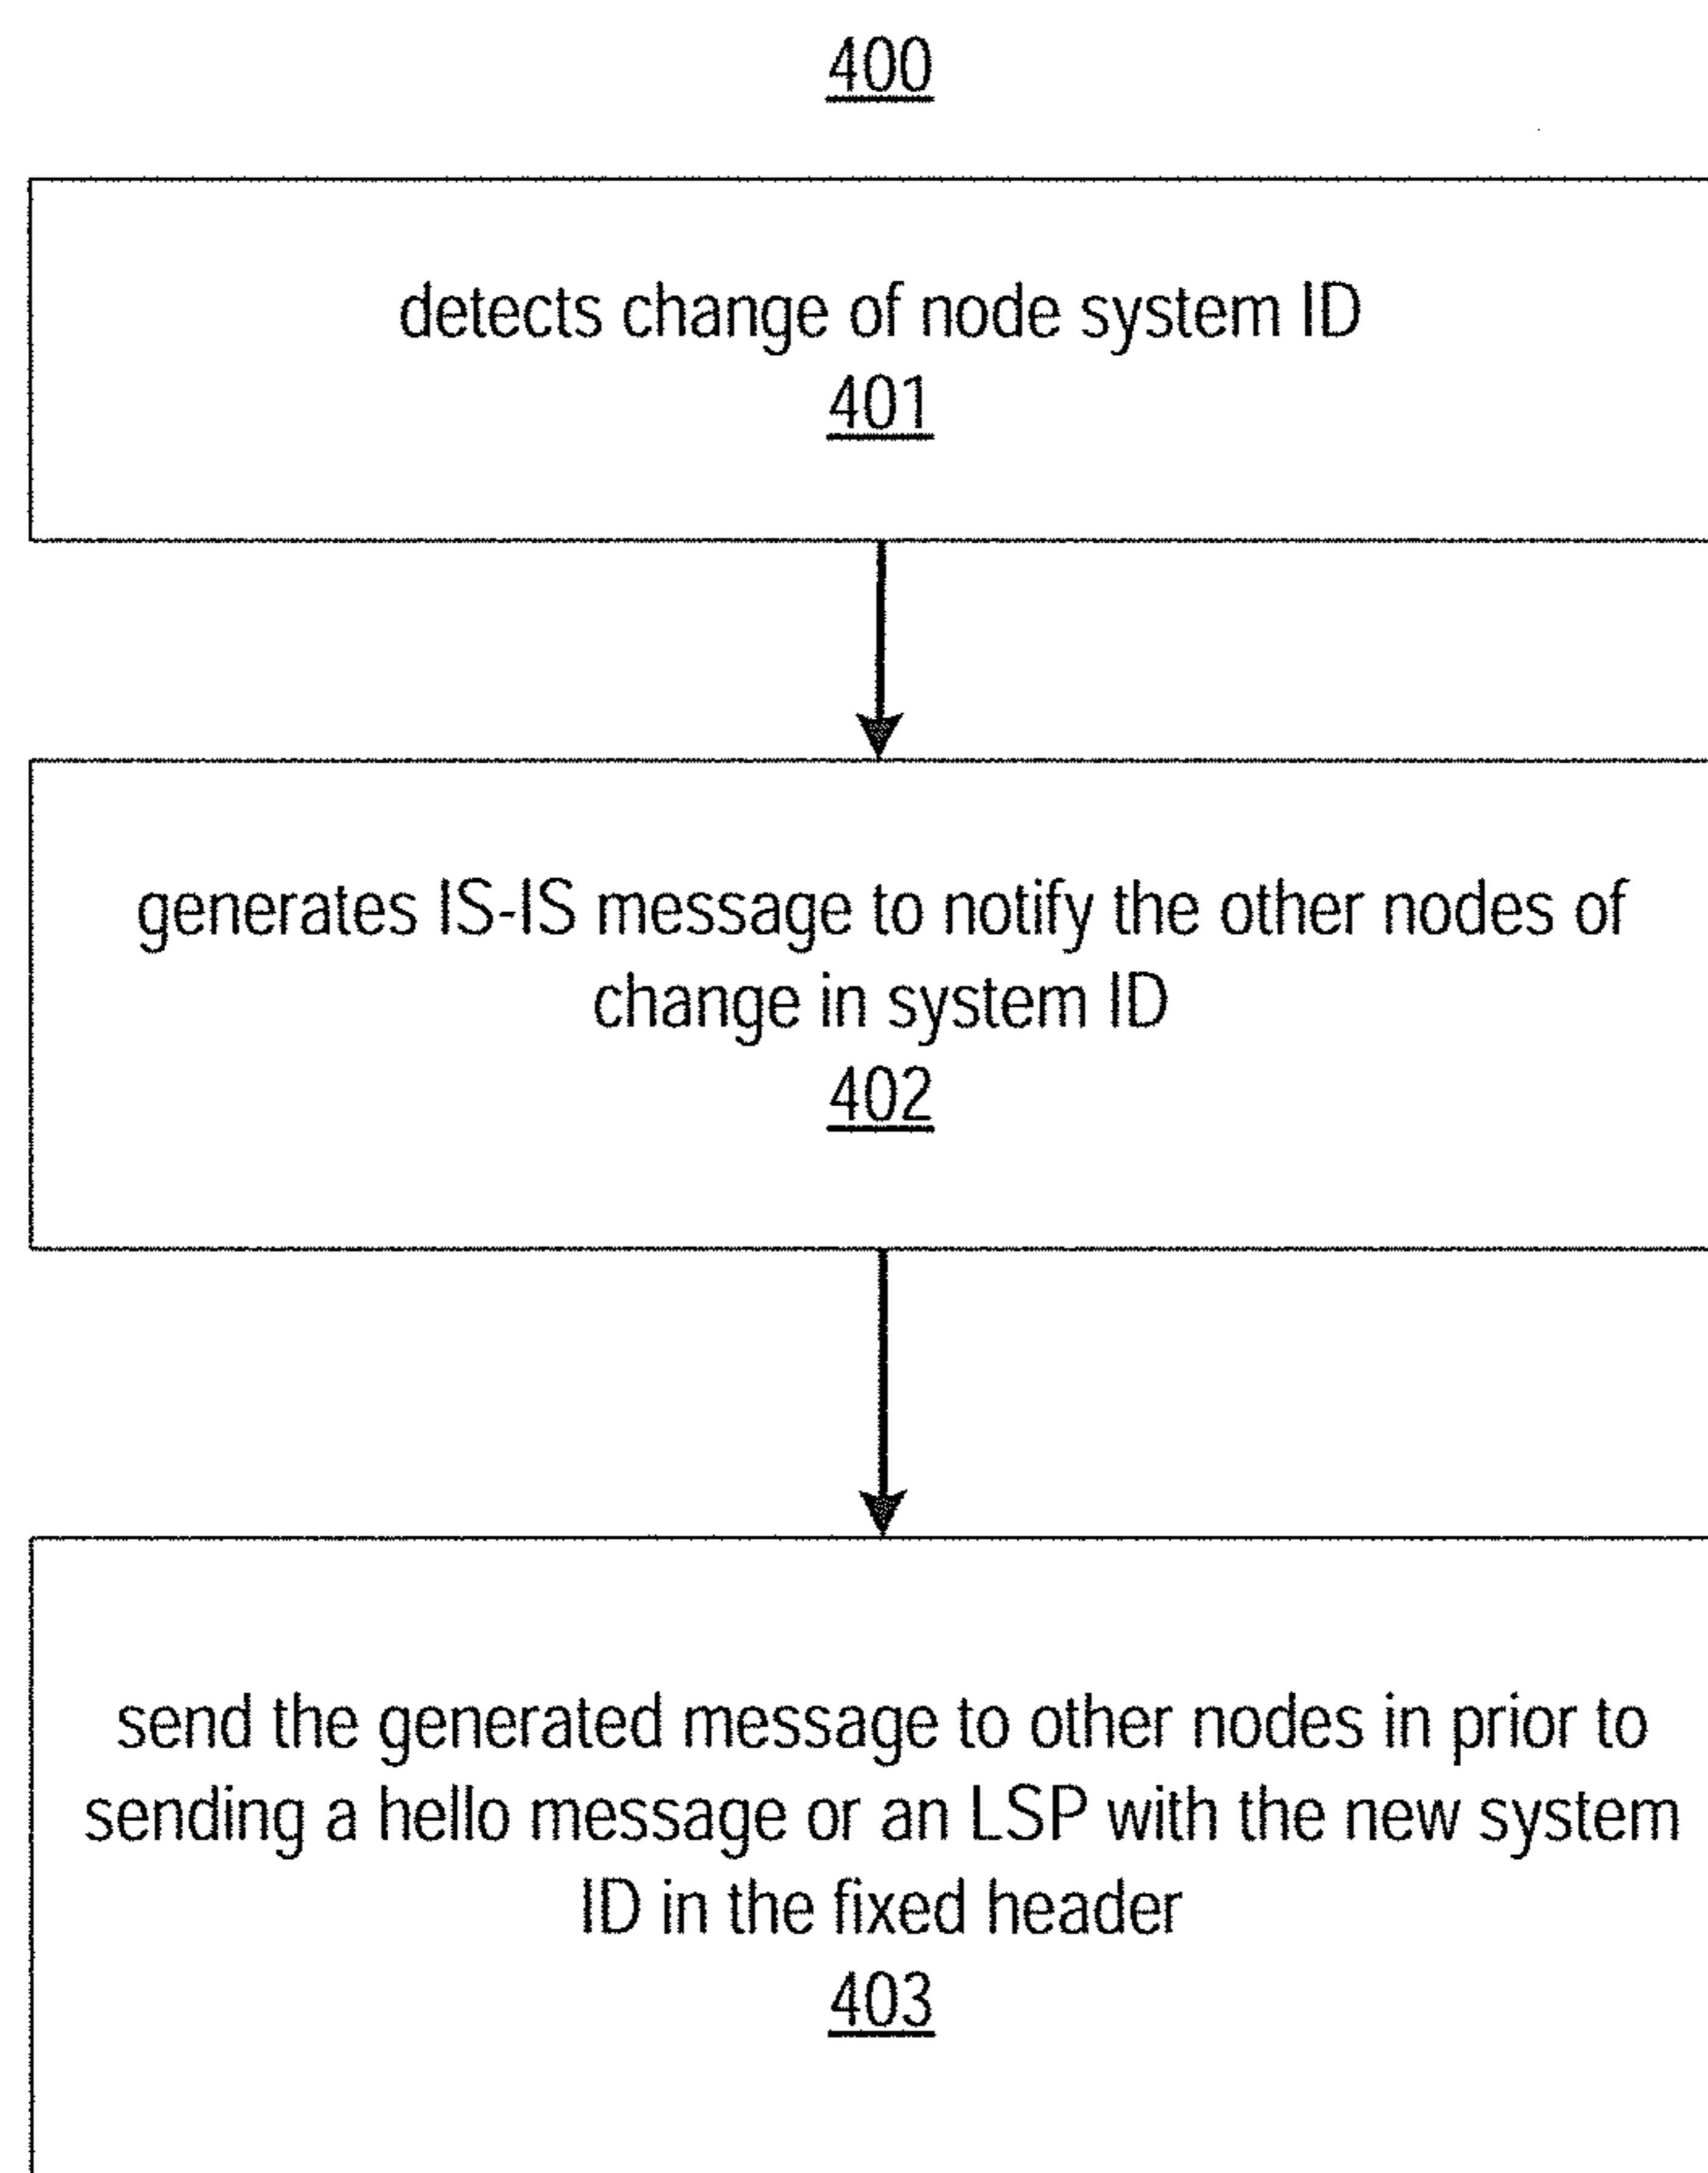 400
detects change of node system ID
401
generates IS-IS message to notify the other nodes of
change in system ID
402
send the generated message to other nodes in prior to
sending a hello message or an LSP with the new system
ID in the fixed header
403